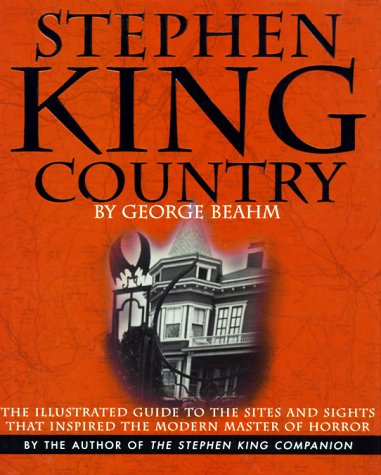 STEPHEN
KING
COUNTRY
BY GEORGE BEAHM
THE ILLUSTRATED GUIDE TO THE SITES AND SIGHTS
THAT INSPIRED THE MODERN MASTER OF HORROR
BY THE AUTHOR OF THE STEPHEN KING COMPANION